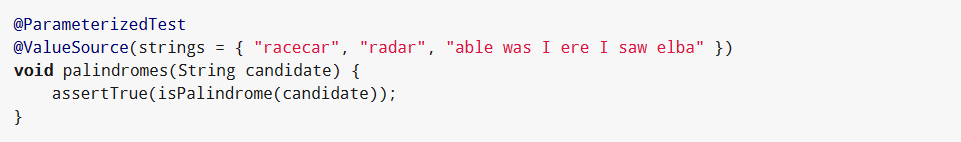 @ParameterizedTest
@ValueSource(strings = { "racecar", "radar", "able was I ere I saw elba" })
void palindromes(String candidate) {
    assertTrue(isPalindrome(candidate));
}